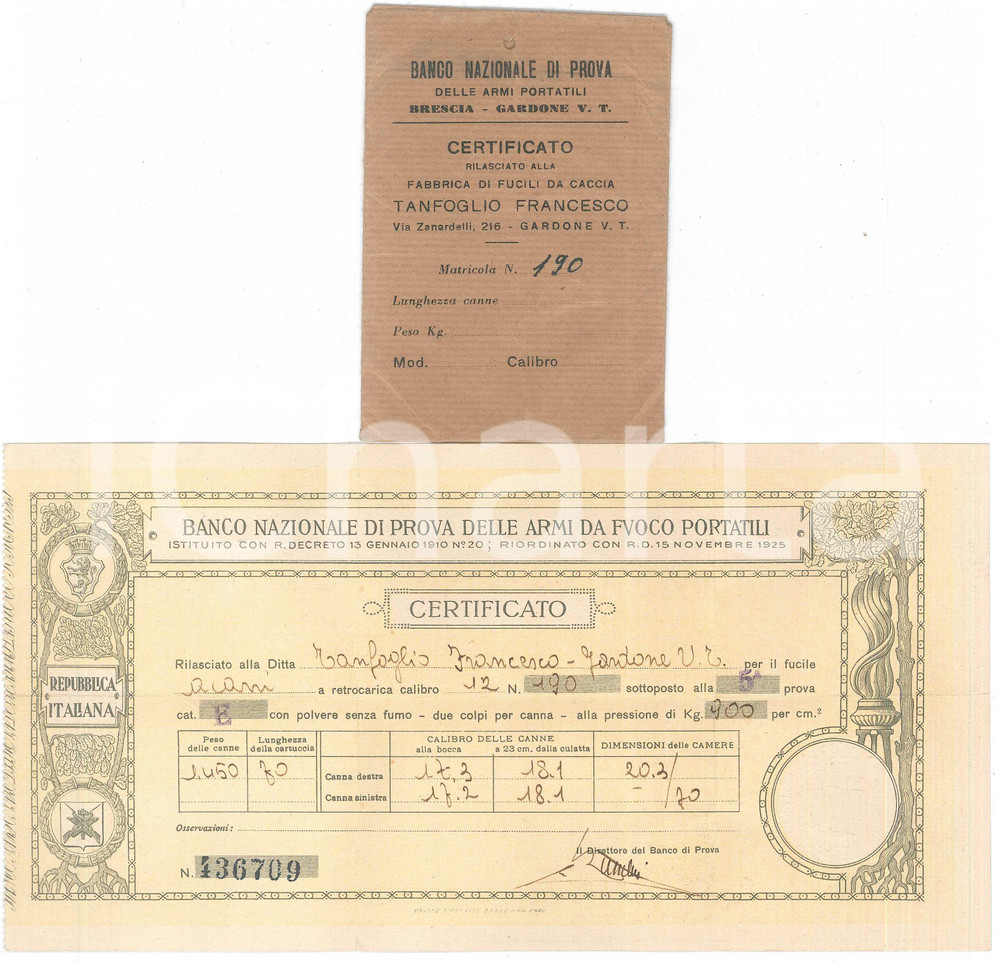 BANCO NAZIONALE DI PROVA
DELLE ARMI PORTATILI
BRESCIA - GARDONE V. T.
CERTIFICATO
RILASCIATO ALLA
FABBRICA DI FUCILI DA CACCIA
TANFOGLIO FRANCESCO
Via Zanardelli, 216 - GARDONE V. T.
Matricola N. 190
Lunghezza canne
Peso Kg.
Mod. Calibro
BANCO NAZIONALE DI PROVA DELLE ARMI DA FVOCO PORTATILI
ISTITUITO CON R. DECRETO 13 GENNAIO 1910 Nº 20; RIORDINATO CON R.D. 15 NOVEMBRE 1925
CERTIFICATO
Rilasciato alla Ditta Tanfoglio Francesco - Gardone V. T. per il fucile
a cani a retrocarica calibro 12 N. 190 sottoposto alla 5ª prova
cat. E con polvere senza fumo - due colpi per canna - alla pressione di Kg. 900 per cm.²
Peso delle canne Lunghezza della cartuccia CALIBRO DELLE CANNE alla bocca a 23 cm. dalla culatta DIMENSIONI delle CAMERE
1.450 70 Canna destra 17.3 18.1 20.3/
Canna sinistra 17.2 18.1 - /70
Osservazioni:
Il Direttore del Banco di Prova
N. 436709
REPUBBLICA
ITALIANA